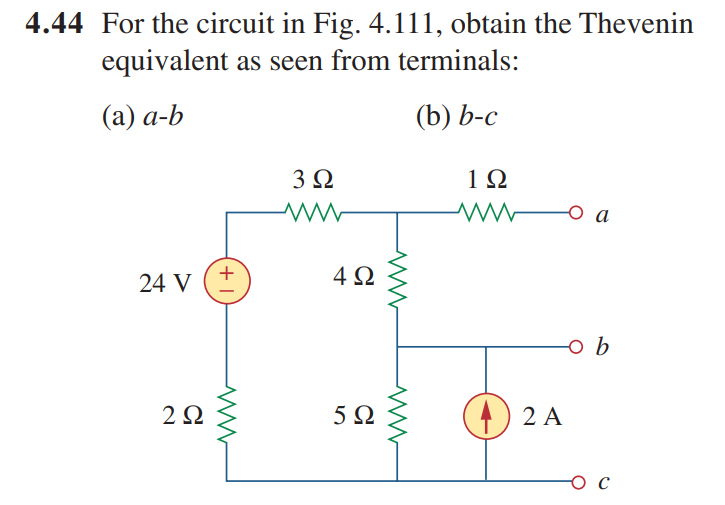 4.44 For the circuit in Fig. 4.111, obtain the Thevenin
equivalent as seen from terminals:
(a) a-b (b) b-c
3 Ω 1 Ω
a
24 V + − 4 Ω
b
2 Ω 5 Ω 2 A
c